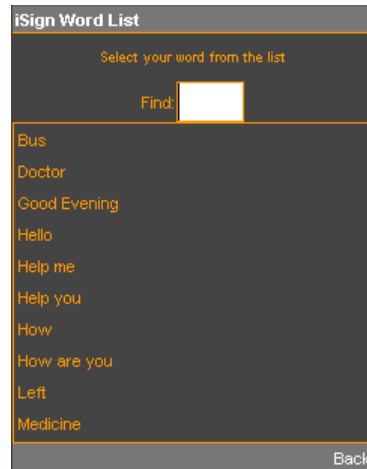 iSign Word List
Select your word from the list
Find:
Bus
Doctor
Good Evening
Hello
Help me
Help you
How
How are you
Left
Medicine
Back